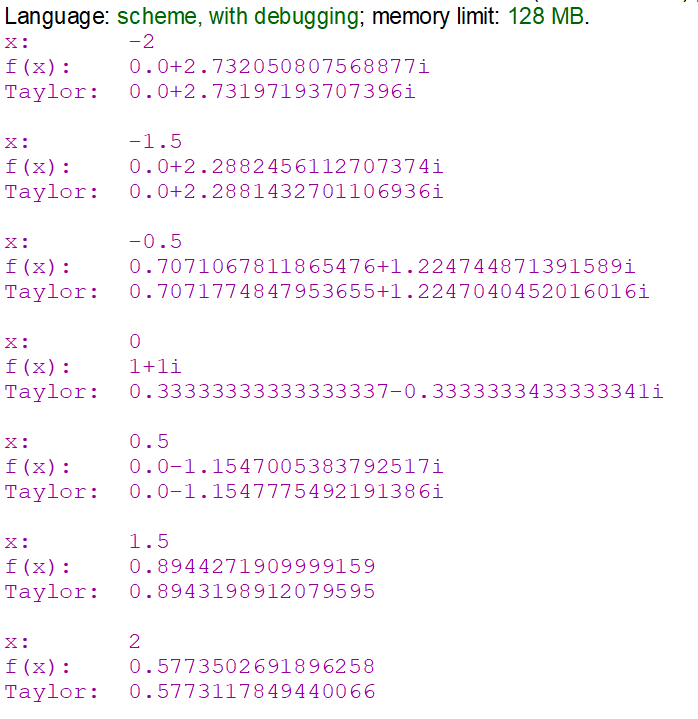 Language: scheme, with debugging; memory limit: 128 MB.
x: -2
f(x): 0.0+2.732050807568877i
Taylor: 0.0+2.73197193707396i
x: -1.5
f(x): 0.0+2.2882456112707374i
Taylor: 0.0+2.2881432701106936i
x: -0.5
f(x): 0.7071067811865476+1.224744871391589i
Taylor: 0.7071774847953655+1.2247040452016016i
x: 0
f(x): 1+1i
Taylor: 0.33333333333333337-0.3333333433333341i
x: 0.5
f(x): 0.0-1.1547005383792517i
Taylor: 0.0-1.1547775492191386i
x: 1.5
f(x): 0.8944271909999159
Taylor: 0.8943198912079595
x: 2
f(x): 0.5773502691896258
Taylor: 0.5773117849440066